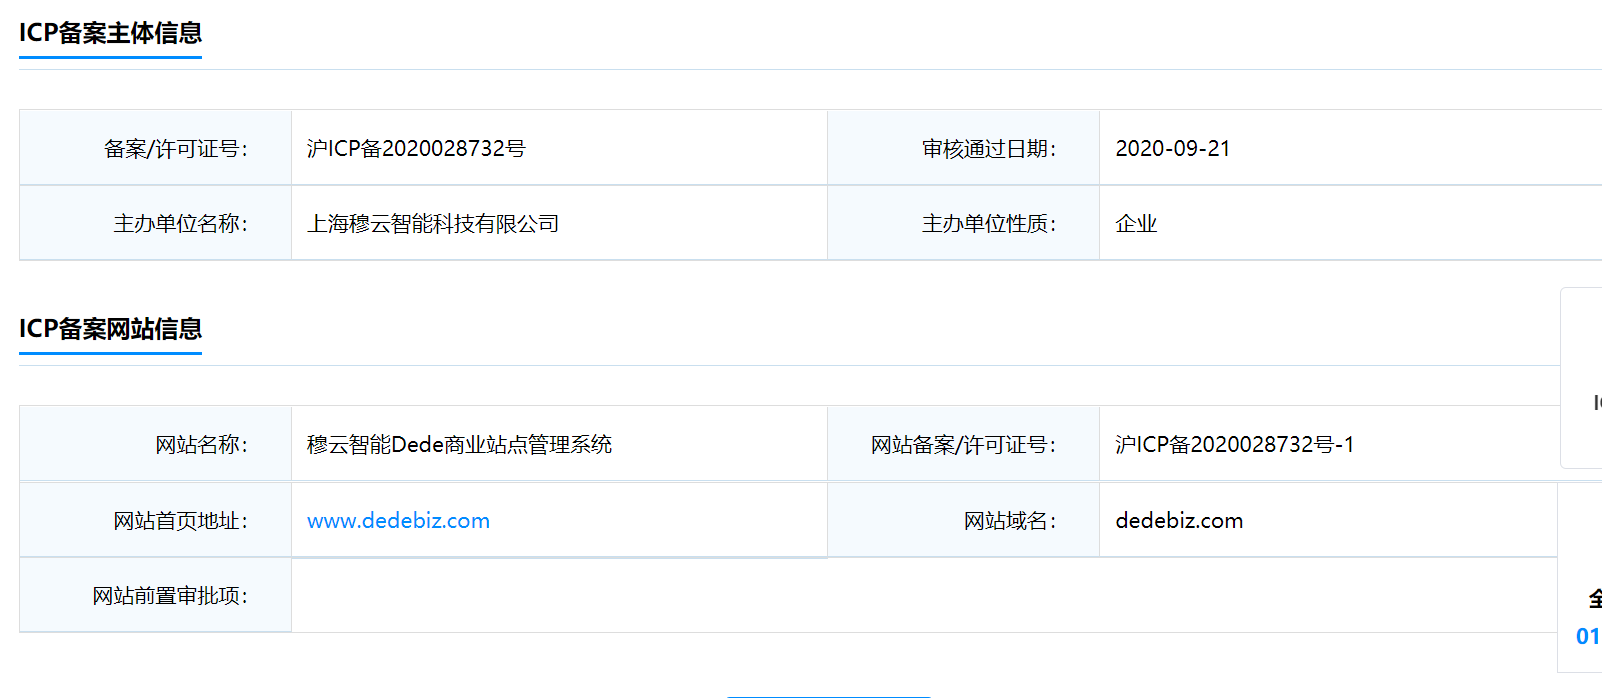 ICP备案主体信息
备案/许可证号： 沪ICP备2020028732号 审核通过日期： 2020-09-21
主办单位名称： 上海穆云智能科技有限公司 主办单位性质： 企业
ICP备案网站信息
网站名称： 穆云智能Dede商业站点管理系统 网站备案/许可证号： 沪ICP备2020028732号-1
网站首页地址： www.dedebiz.com 网站域名： dedebiz.com
网站前置审批项：
01